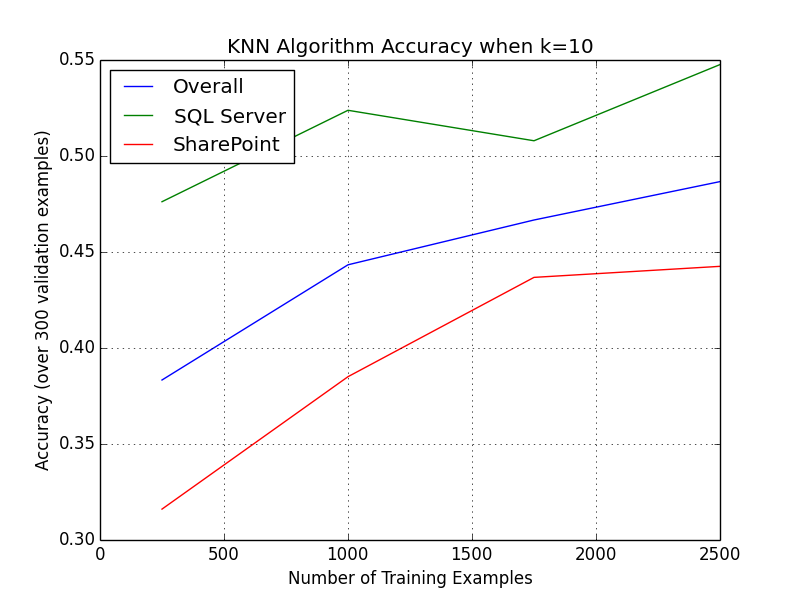 KNN Algorithm Accuracy when k=10
Overall
SQL Server
SharePoint
Accuracy (over 300 validation examples)
0.55
0.50
0.45
0.40
0.35
0.30
0 500 1000 1500 2000 2500
Number of Training Examples